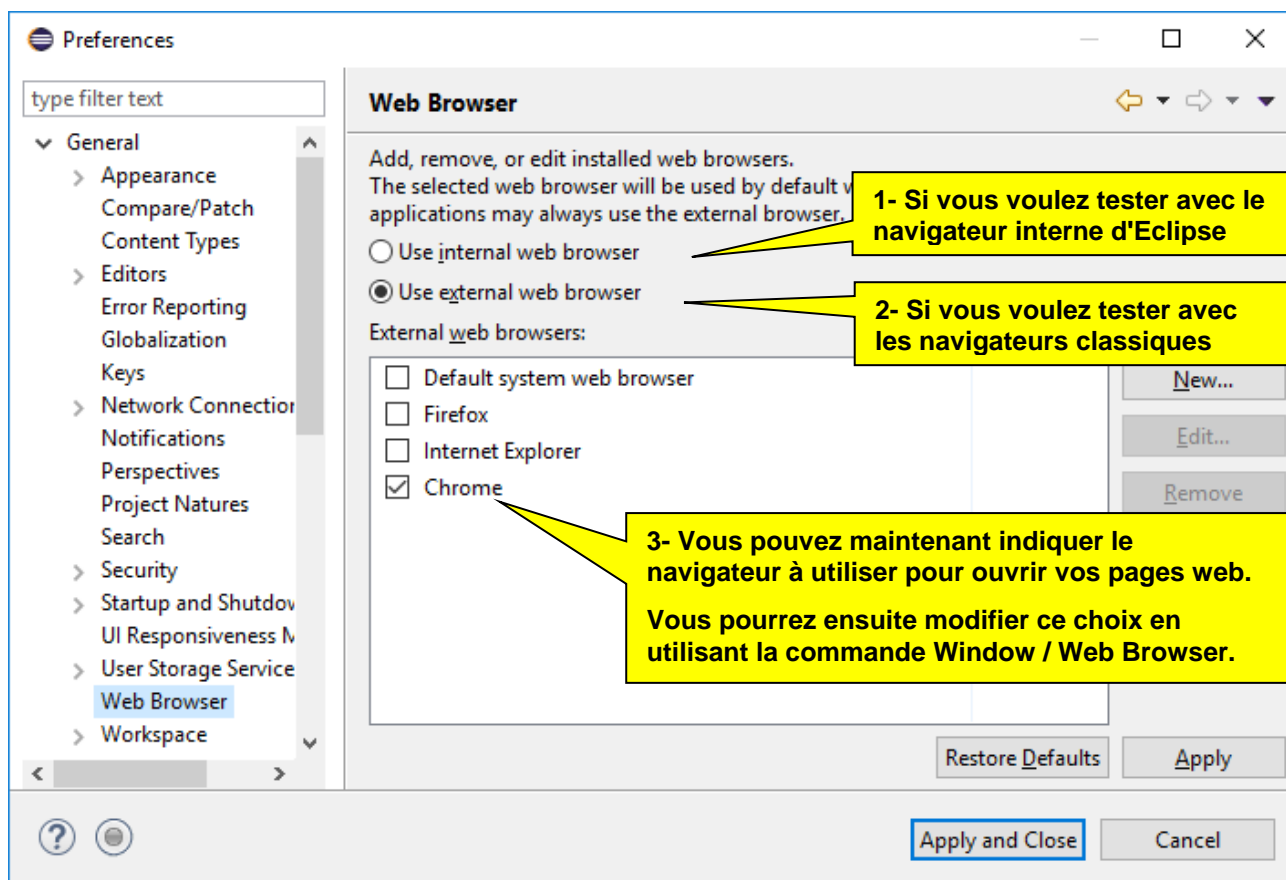 Preferences
type filter text
General
Appearance
Compare/Patch
Content Types
Editors
Error Reporting
Globalization
Keys
Network Connection
Notifications
Perspectives
Project Natures
Search
Security
Startup and Shutdow
UI Responsiveness M
User Storage Service
Web Browser
Workspace
Web Browser
Add, remove, or edit installed web browsers.
The selected web browser will be used by default w
applications may always use the external browser.
Use internal web browser
Use external web browser
External web browsers:
Default system web browser
Firefox
Internet Explorer
Chrome
1- Si vous voulez tester avec le
navigateur interne d'Eclipse
2- Si vous voulez tester avec
les navigateurs classiques
New...
Edit...
Remove
3- Vous pouvez maintenant indiquer le
navigateur à utiliser pour ouvrir vos pages web.
Vous pourrez ensuite modifier ce choix en
utilisant la commande Window / Web Browser.
Restore Defaults
Apply
Apply and Close
Cancel